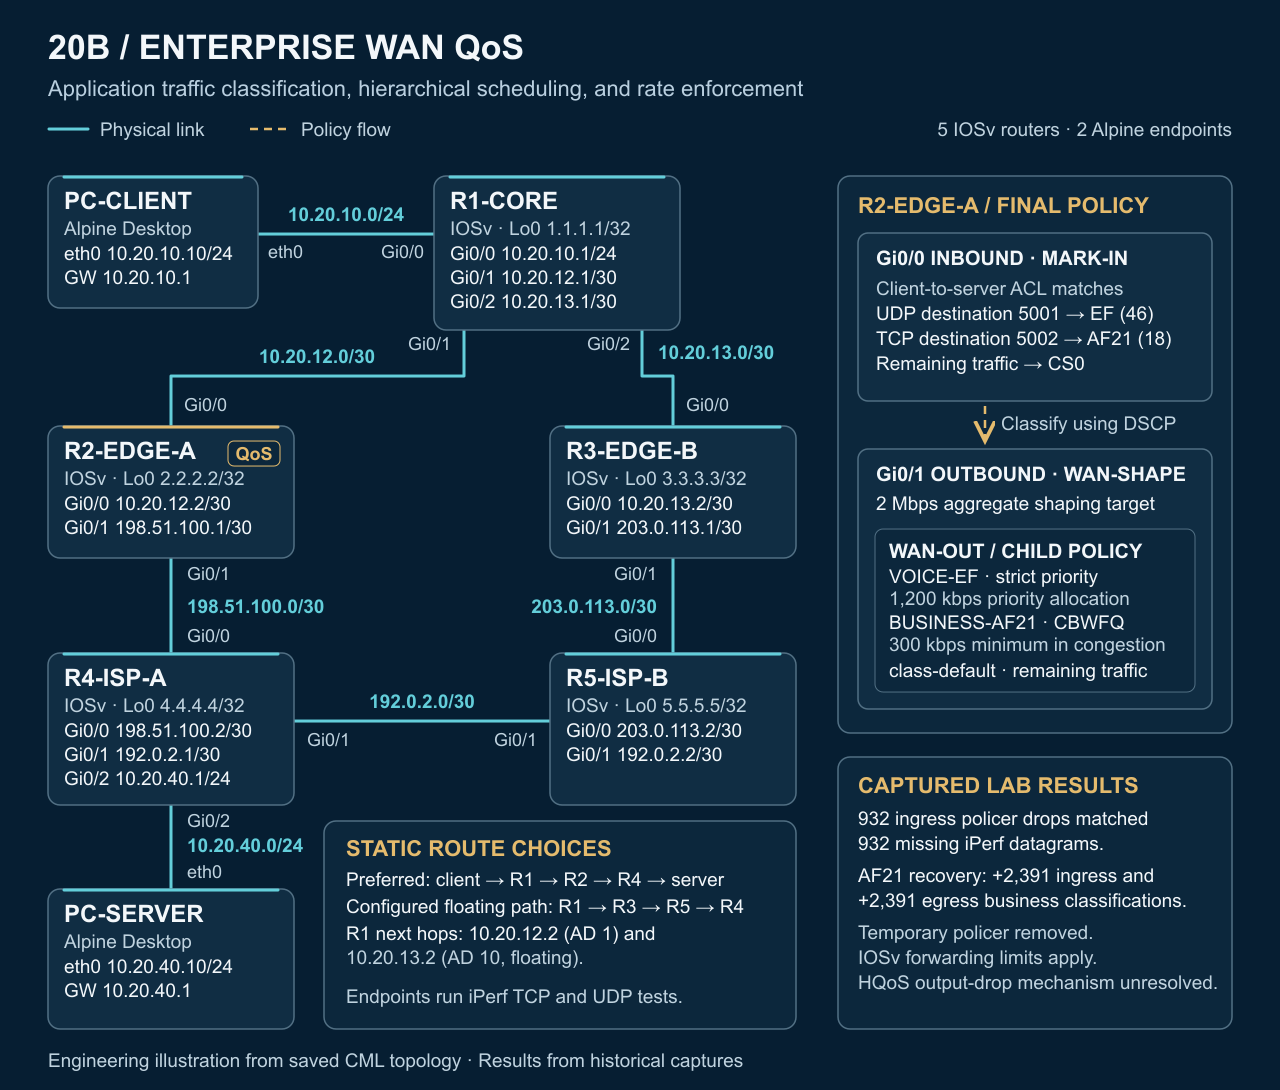 20B / ENTERPRISE WAN QoS
Application traffic classification, hierarchical scheduling, and rate enforcement
Physical link
Policy flow
5 IOSv routers · 2 Alpine endpoints
PC-CLIENT
Alpine Desktop
eth0 10.20.10.10/24
GW 10.20.10.1
10.20.10.0/24
eth0
Gi0/0
R1-CORE
IOSv · Lo0 1.1.1.1/32
Gi0/0 10.20.10.1/24
Gi0/1 10.20.12.1/30
Gi0/2 10.20.13.1/30
Gi0/1
10.20.12.0/30
Gi0/2
10.20.13.0/30
Gi0/0
Gi0/0
R2-EDGE-A
QoS
IOSv · Lo0 2.2.2.2/32
Gi0/0 10.20.12.2/30
Gi0/1 198.51.100.1/30
R3-EDGE-B
IOSv · Lo0 3.3.3.3/32
Gi0/0 10.20.13.2/30
Gi0/1 203.0.113.1/30
Gi0/1
198.51.100.0/30
Gi0/0
Gi0/1
203.0.113.0/30
Gi0/0
R4-ISP-A
IOSv · Lo0 4.4.4.4/32
Gi0/0 198.51.100.2/30
Gi0/1 192.0.2.1/30
Gi0/2 10.20.40.1/24
192.0.2.0/30
Gi0/1
Gi0/1
R5-ISP-B
IOSv · Lo0 5.5.5.5/32
Gi0/0 203.0.113.2/30
Gi0/1 192.0.2.2/30
Gi0/2
10.20.40.0/24
eth0
PC-SERVER
Alpine Desktop
eth0 10.20.40.10/24
GW 10.20.40.1
STATIC ROUTE CHOICES
Preferred: client → R1 → R2 → R4 → server
Configured floating path: R1 → R3 → R5 → R4
R1 next hops: 10.20.12.2 (AD 1) and
10.20.13.2 (AD 10, floating).
Endpoints run iPerf TCP and UDP tests.
R2-EDGE-A / FINAL POLICY
Gi0/0 INBOUND · MARK-IN
Client-to-server ACL matches
UDP destination 5001 → EF (46)
TCP destination 5002 → AF21 (18)
Remaining traffic → CS0
Classify using DSCP
Gi0/1 OUTBOUND · WAN-SHAPE
2 Mbps aggregate shaping target
WAN-OUT / CHILD POLICY
VOICE-EF · strict priority
1,200 kbps priority allocation
BUSINESS-AF21 · CBWFQ
300 kbps minimum in congestion
class-default · remaining traffic
CAPTURED LAB RESULTS
932 ingress policer drops matched
932 missing iPerf datagrams.
AF21 recovery: +2,391 ingress and
+2,391 egress business classifications.
Temporary policer removed.
IOSv forwarding limits apply.
HQoS output-drop mechanism unresolved.
Engineering illustration from saved CML topology · Results from historical captures